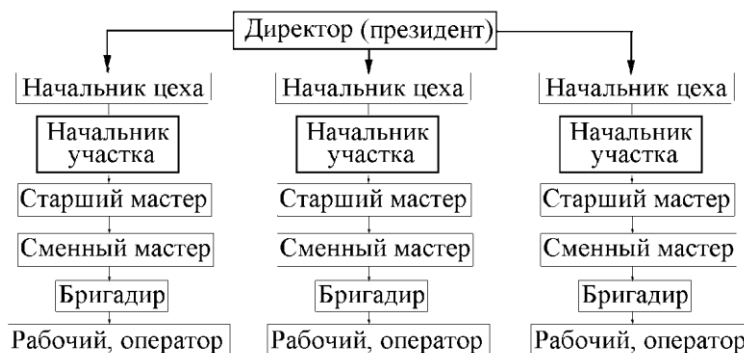 Директор (президент)
Начальник цеха
Начальник цеха
Начальник цеха
Начальник
участка
Начальник
участка
Начальник
участка
Старший мастер
Старший мастер
Старший мастер
Сменный мастер
Сменный мастер
Сменный мастер
Бригадир
Бригадир
Бригадир
Рабочий, оператор
Рабочий, оператор
Рабочий, оператор